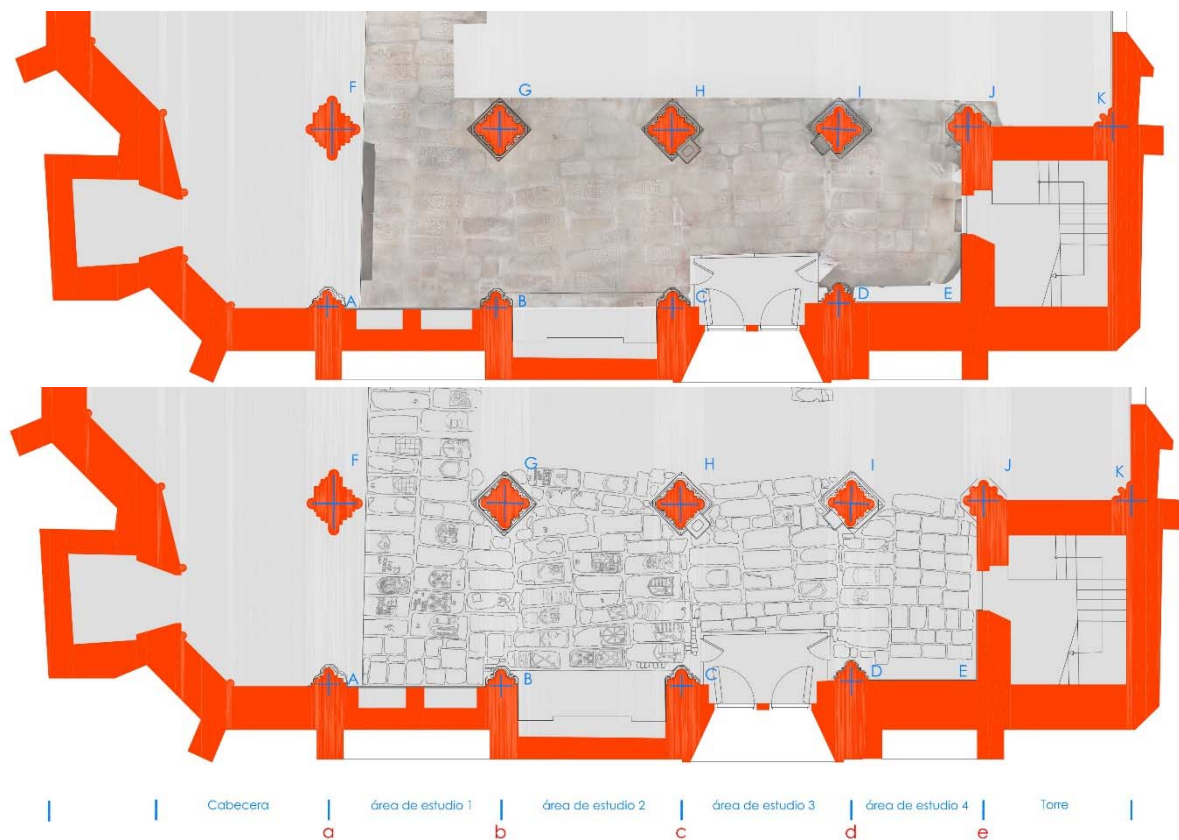 F
G
H
I
J
K
A
B
C
D
E
F
G
H
I
J
K
A
B
C
D
E
Cabecera área de estudio 1 área de estudio 2 área de estudio 3 área de estudio 4 Torre
a b c d e